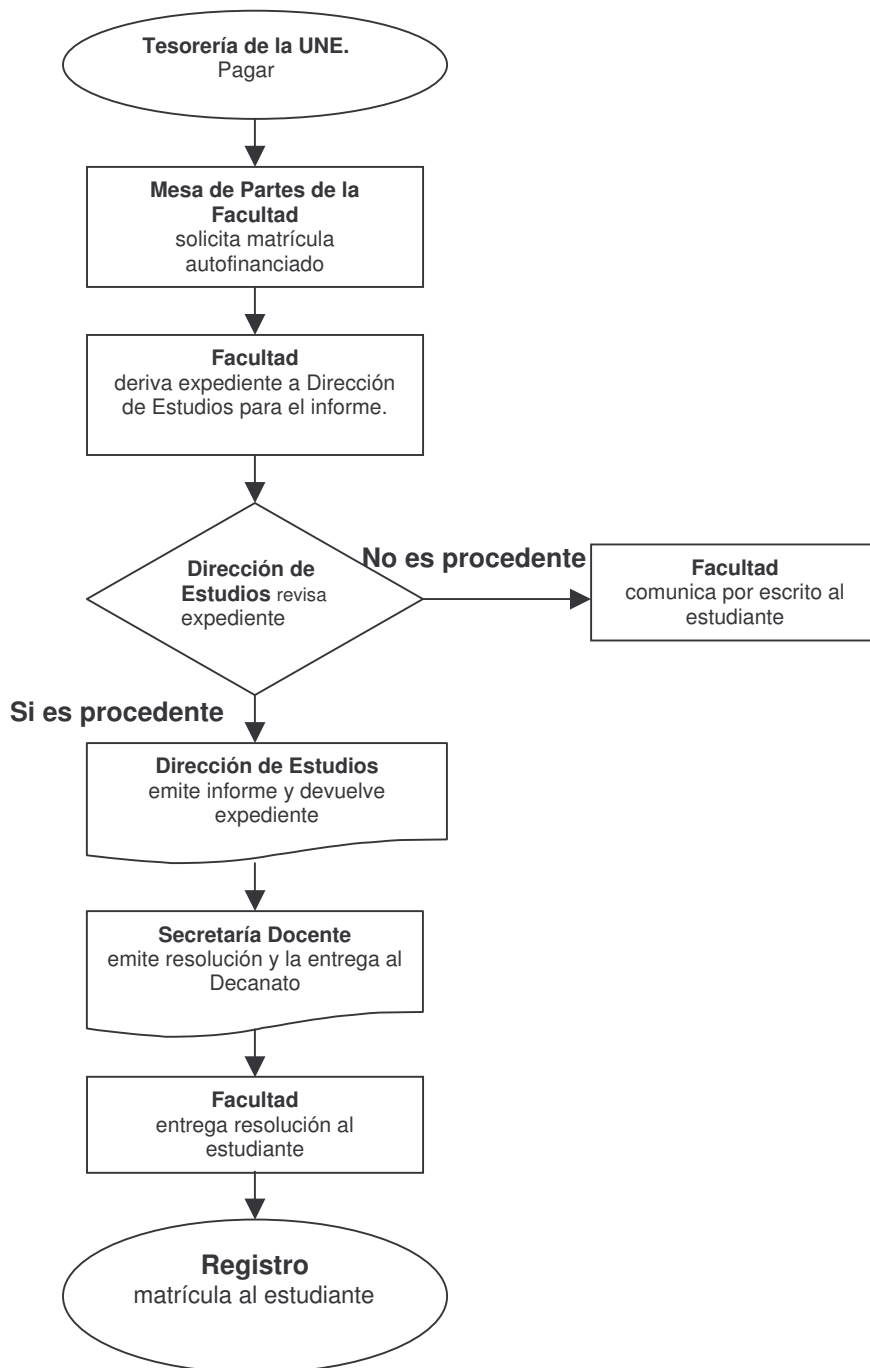 Tesorería de la UNE.
Pagar
Mesa de Partes de la
Facultad
solicita matrícula
autofinanciado
Facultad
deriva expediente a Dirección
de Estudios para el informe.
Dirección de
Estudios revisa
expediente
No es procedente
Facultad
comunica por escrito al
estudiante
Si es procedente
Dirección de Estudios
emite informe y devuelve
expediente
Secretaría Docente
emite resolución y la entrega al
Decanato
Facultad
entrega resolución al
estudiante
Registro
matrícula al estudiante